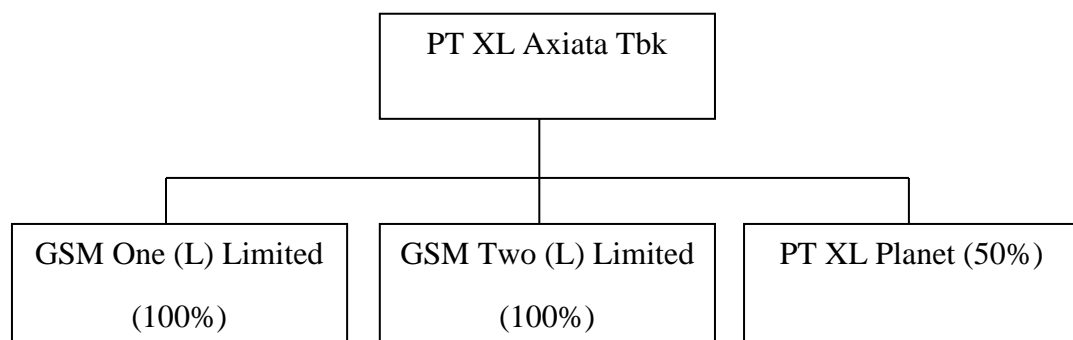 PT XL Axiata Tbk
GSM One (L) Limited
(100%)
GSM Two (L) Limited
(100%)
PT XL Planet (50%)